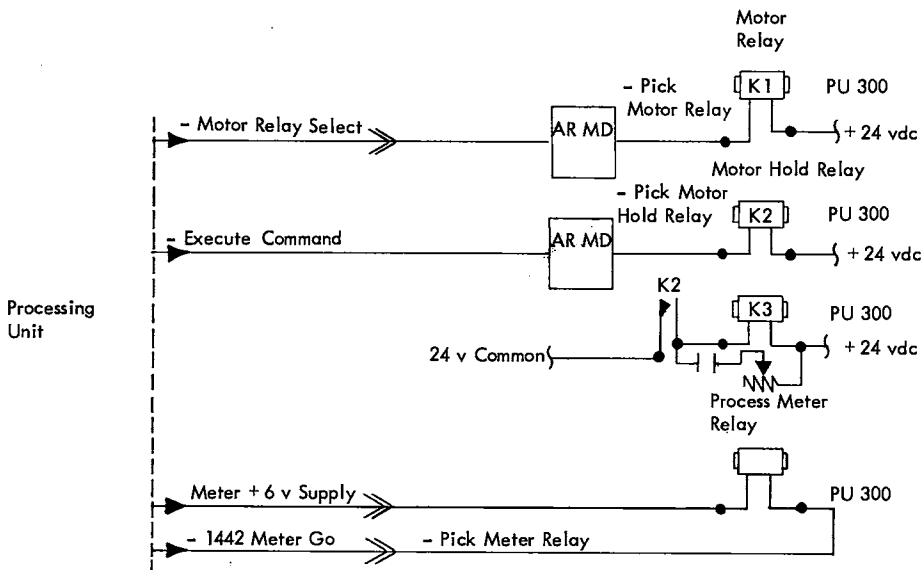 Motor
Relay
K1
PU 300
- Pick
Motor Relay
- Motor Relay Select
AR MD
+ 24 vdc
Motor Hold Relay
- Pick Motor
Hold Relay
K2
PU 300
- Execute Command
AR MD
+ 24 vdc
K2
K3
PU 300
Processing
Unit
24 v Common
+ 24 vdc
Process Meter
Relay
Meter + 6 v Supply
PU 300
- 1442 Meter Go
- Pick Meter Relay